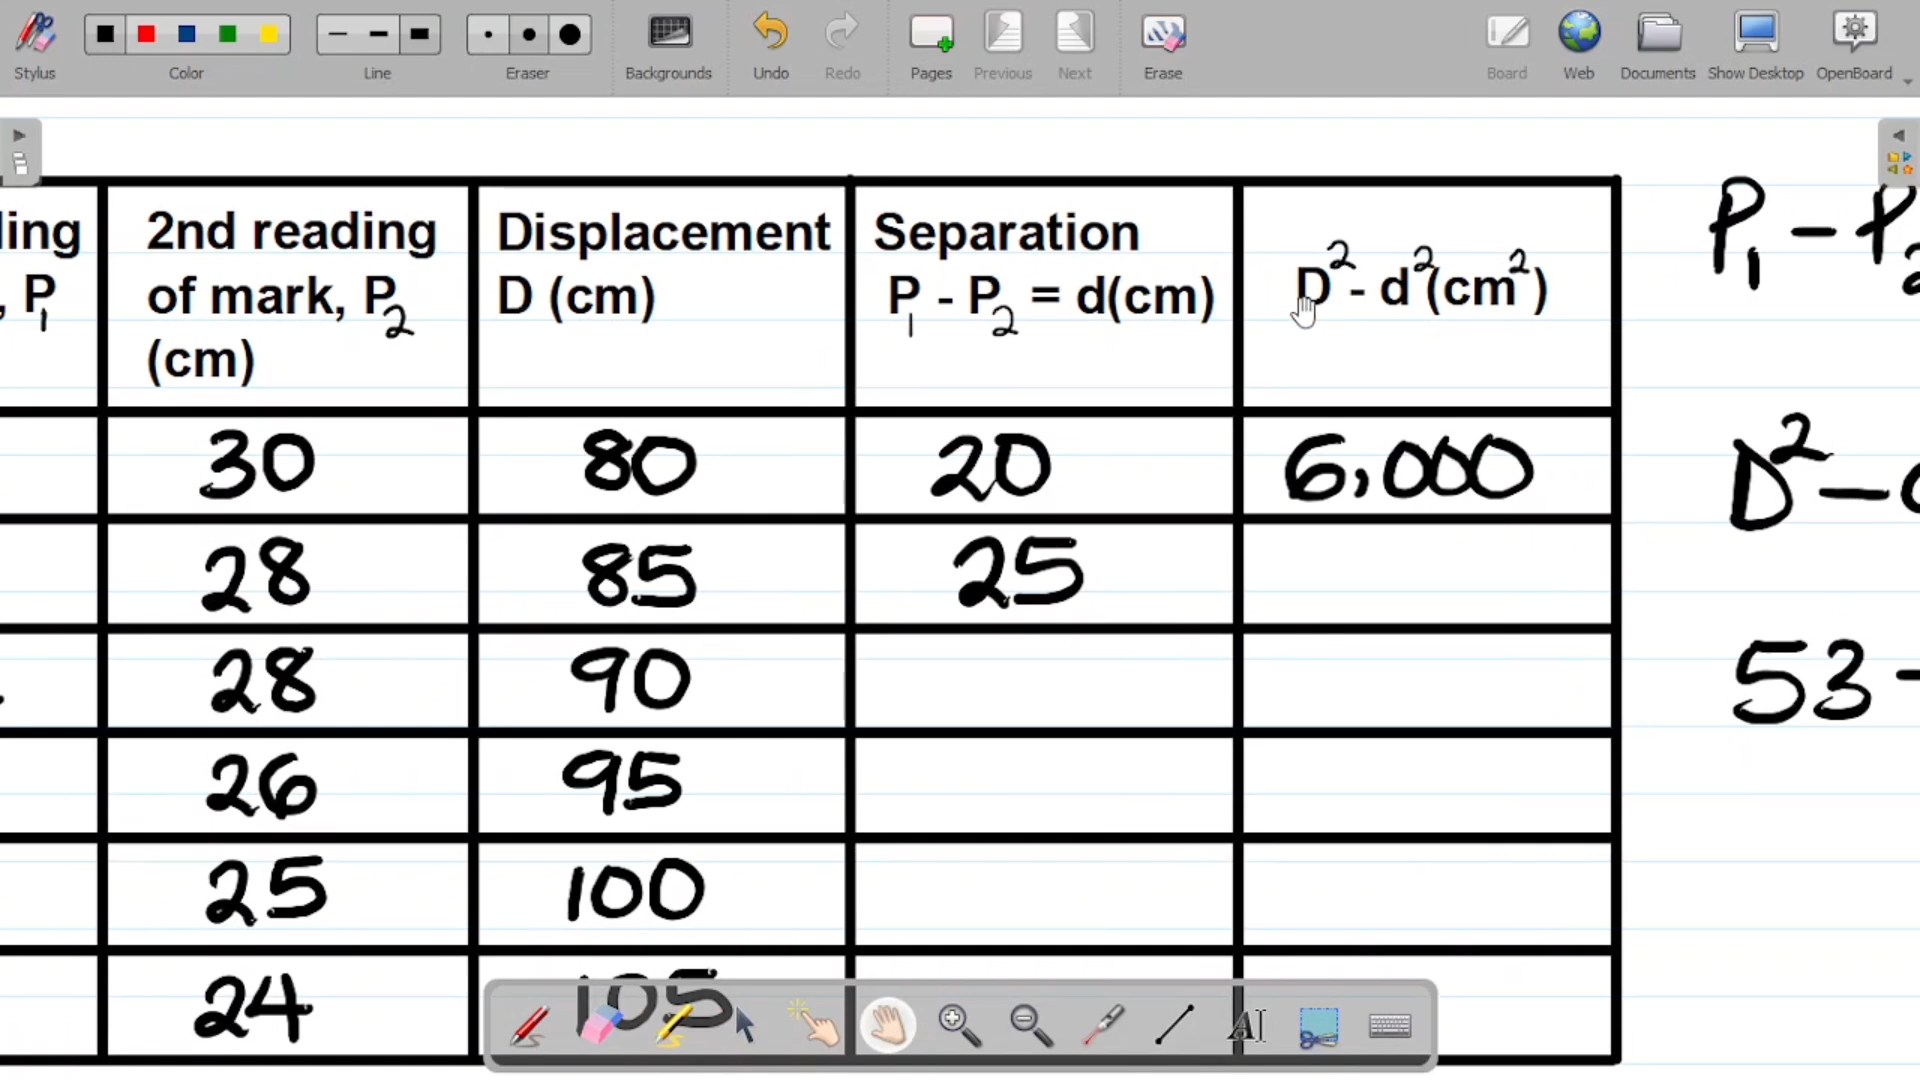 Stylus Color Line Eraser Backgrounds Undo Redo Pages Previous Next Erase Board Web Documents Show Desktop OpenBoard
ling 2nd reading Displacement Separation
, P₁ of mark, P₂ D (cm) P₁ - P₂ = d(cm) D² - d²(cm²)
(cm)
P₁ - P₂
30 80 20 6,000
D² -
28 85 25
28 90
53 -
26 95
25 100
24 105